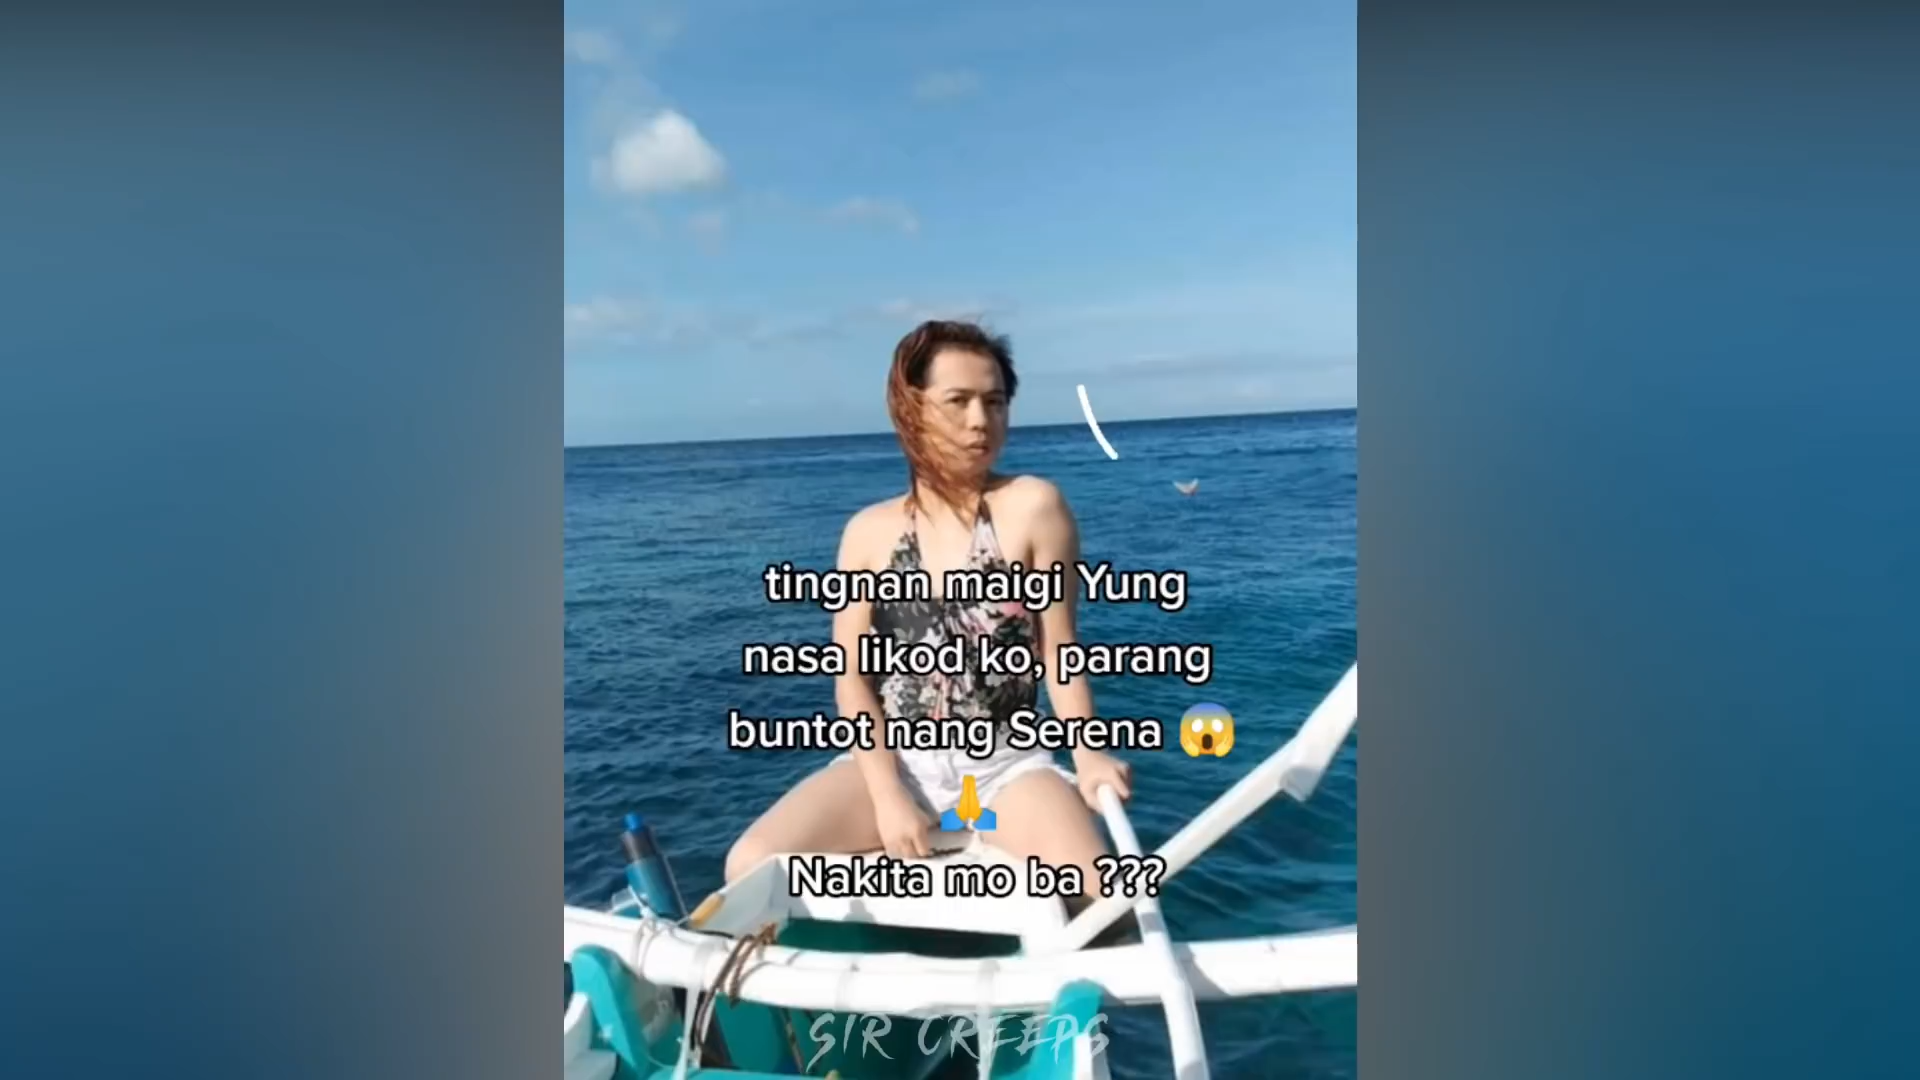 tingnan maigi Yung
nasa likod ko, parang
buntot nang Serena 😱
🙏
Nakita mo ba ???
SIR CREEPS